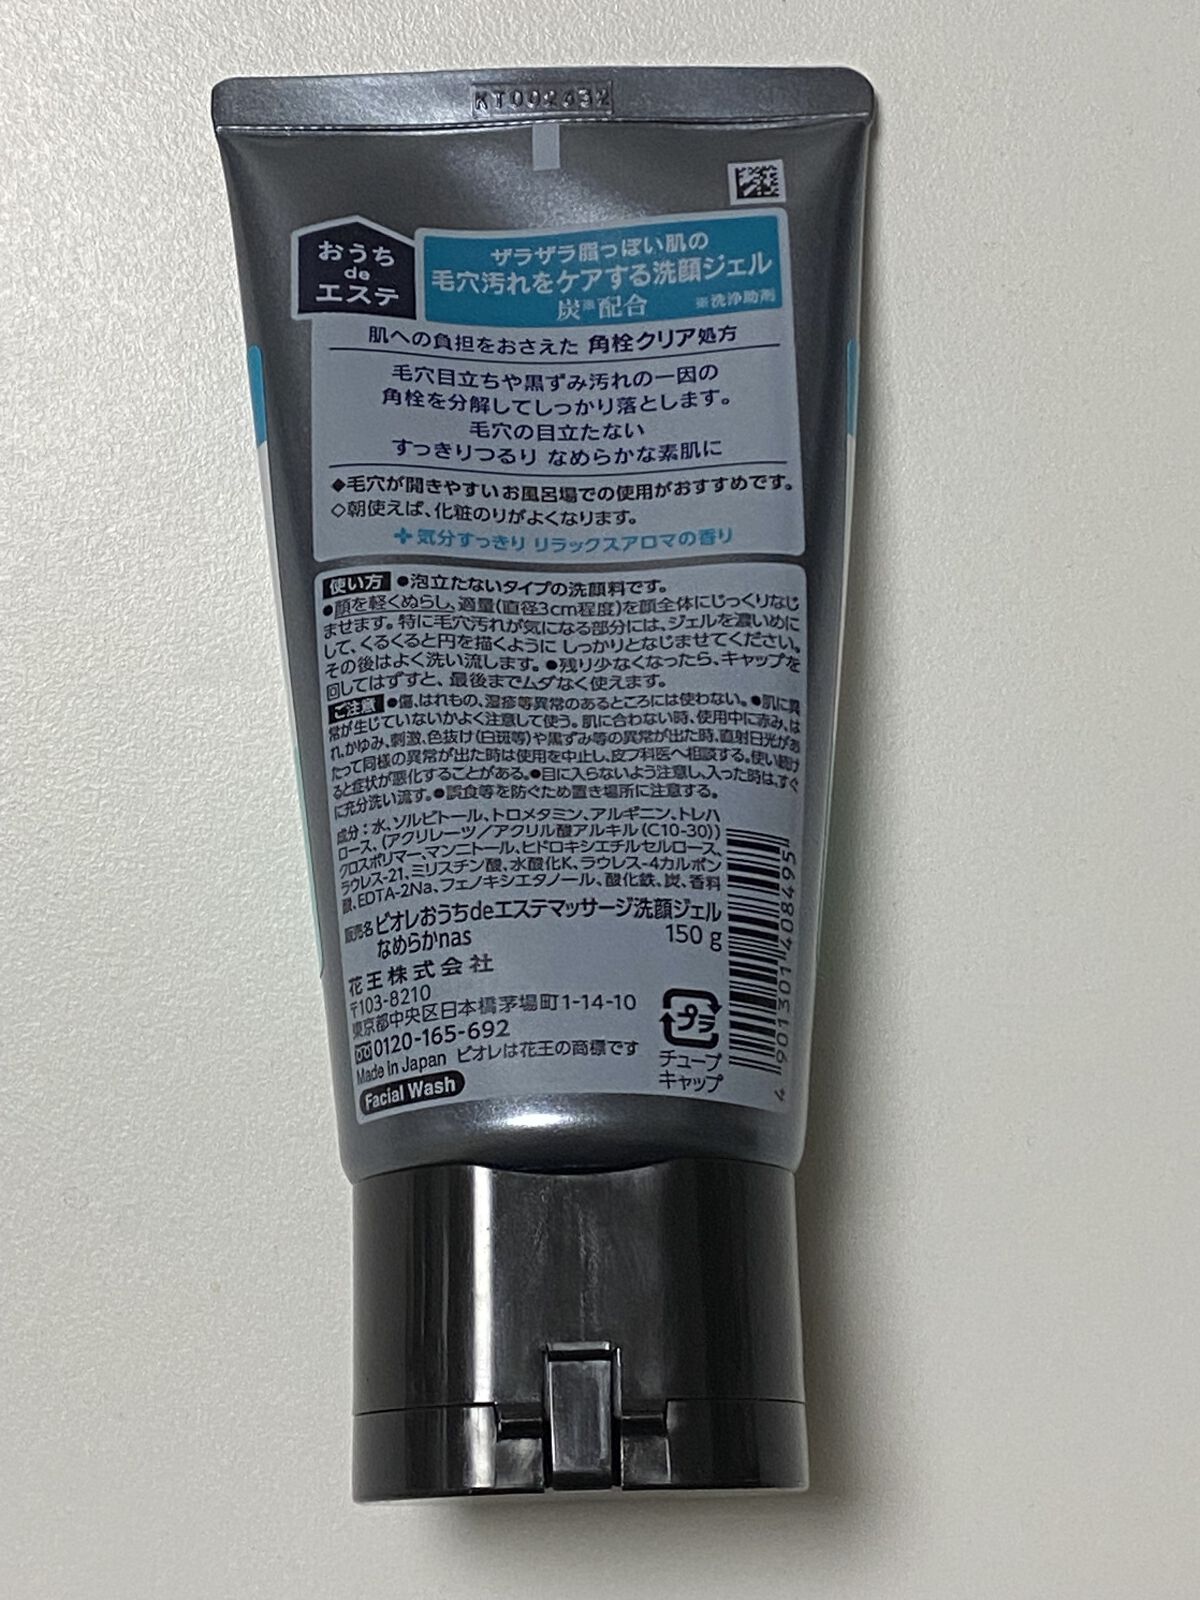 KT002432
おうち
de
エステ
ザラザラ脂っぽい肌の
毛穴汚れをケアする洗顔ジェル
炭※配合 ※洗浄助剤
肌への負担をおさえた 角栓クリア処方
毛穴目立ちや黒ずみ汚れの一因の
角栓を分解してしっかり落とします。
毛穴の目立たない
すっきりつるり なめらかな素肌に
◆毛穴が開きやすいお風呂場での使用がおすすめです。
◇朝使えば、化粧のりがよくなります。
気分すっきり リラックスアロマの香り
使い方 ●泡立たないタイプの洗顔料です。
●顔を軽くぬらし、適量(直径3cm程度)を顔全体にじっくりなじ
ませます。特に毛穴汚れが気になる部分には、ジェルを濃いめに
して、くるくると円を描くように しっかりとなじませてください。
その後はよく洗い流します。●残り少なくなったら、キャップを
回してはずすと、最後までムダなく使えます。
ご注意 ●傷、はれもの、湿疹等異常のあるところには使わない。●肌に異
常が生じていないかよく注意して使う。肌に合わない時、使用中に赤み、は
れ、かゆみ、刺激、色抜け(白斑等)や黒ずみ等の異常が出た時、直射日光があ
たって同様の異常が出た時は使用を中止し、皮フ科医へ相談する。使い続け
ると症状が悪化することがある。●目に入らないよう注意し、入った時は、すぐ
に充分洗い流す。●誤食等を防ぐため置き場所に注意する。
成分：水、ソルビトール、トロメタミン、アルギニン、トレハ
ロース、(アクリレーツ／アクリル酸アルキル(C10-30))
クロスポリマー、マンニトール、ヒドロキシエチルセルロース、
ラウレス-21、ミリスチン酸、水酸化K、ラウレス-4カルボン
酸、EDTA-2Na、フェノキシエタノール、酸化鉄、炭、香料
販売名 ビオレおうちdeエステマッサージ洗顔ジェル
なめらかnas 150 g
花王株式会社
〒103-8210
東京都中央区日本橋茅場町1-14-10
0120-165-692
Made in Japan ビオレは花王の商標です
Facial Wash
プラ
チューブ
キャップ
4901301408495